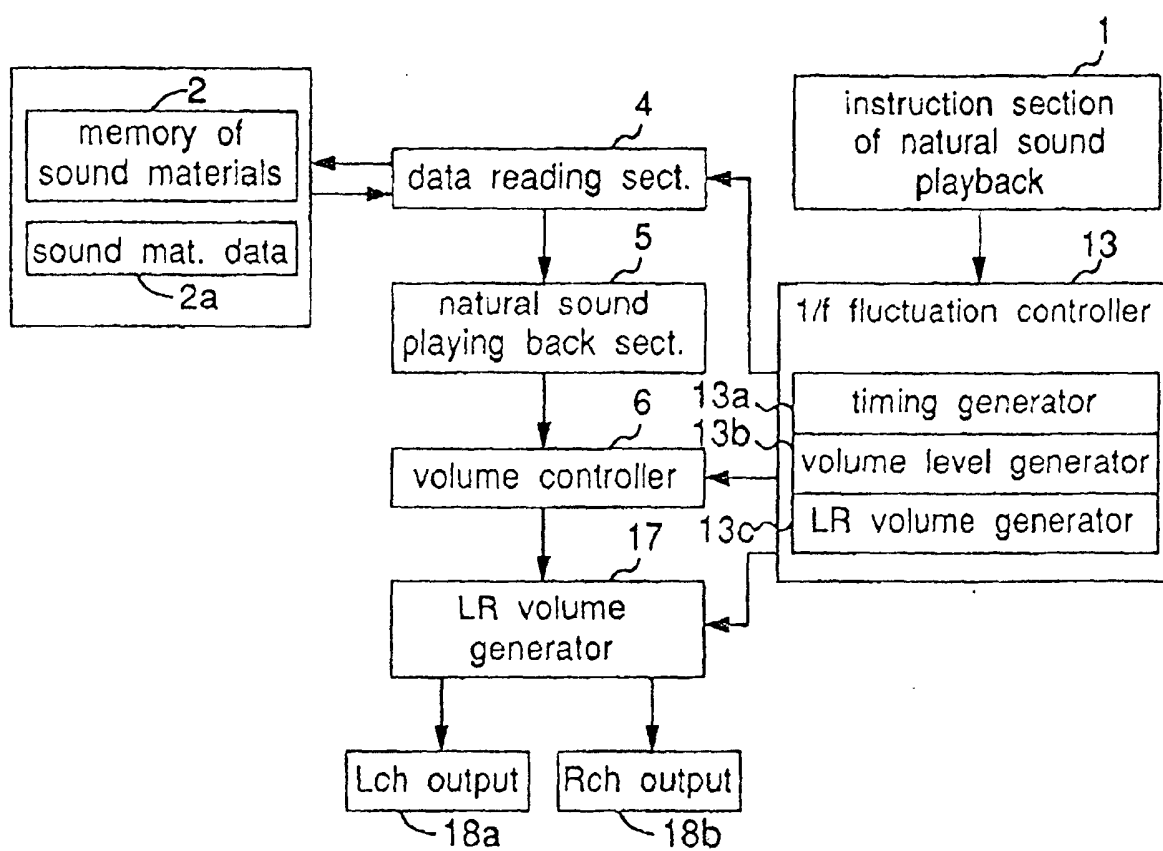 1
instruction section
of natural sound
playback
2
memory of
sound materials
sound mat. data
2a
4
data reading sect.
5
natural sound
playing back sect.
6
volume controller
17
LR volume
generator
Lch output
18a
Rch output
18b
13
1/f fluctuation controller
13a
timing generator
13b
volume level generator
13c
LR volume generator